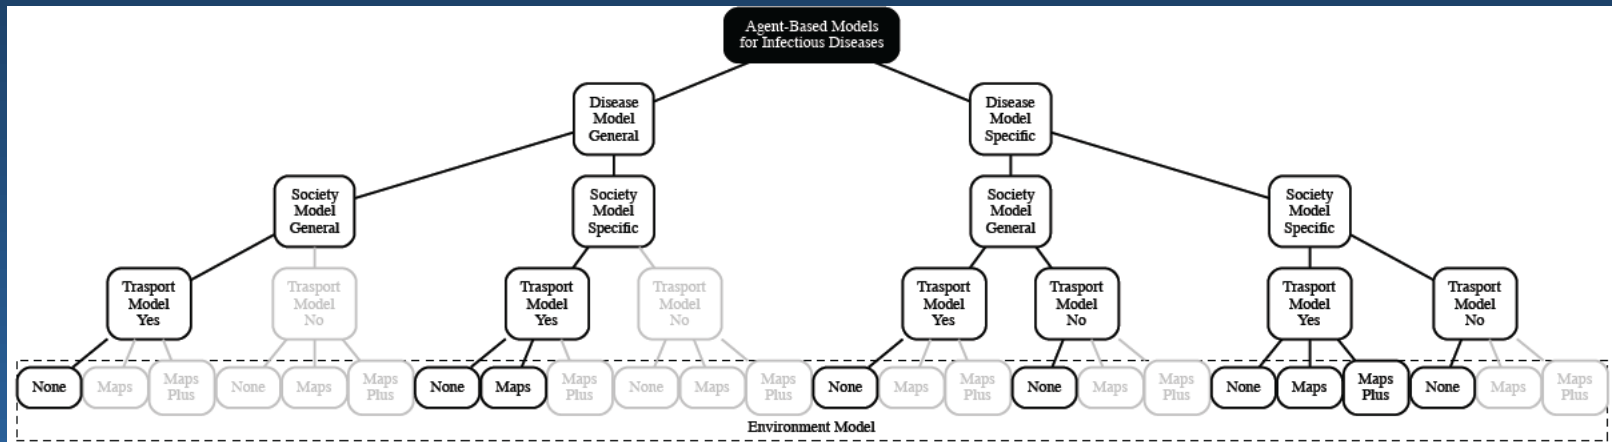 Agent-Based Models
for Infectious Diseases
Disease
Model
General
Disease
Model
Specific
Society
Model
General
Society
Model
Specific
Society
Model
General
Society
Model
Specific
Trasport
Model
Yes
Trasport
Model
No
Trasport
Model
Yes
Trasport
Model
No
Trasport
Model
Yes
Trasport
Model
No
Trasport
Model
Yes
Trasport
Model
No
None
Maps
Maps
Plus
None
Maps
Maps
Plus
None
Maps
Maps
Plus
None
Maps
Maps
Plus
None
Maps
Maps
Plus
None
Maps
Maps
Plus
None
Maps
Maps
Plus
None
Maps
Maps
Plus
Environment Model